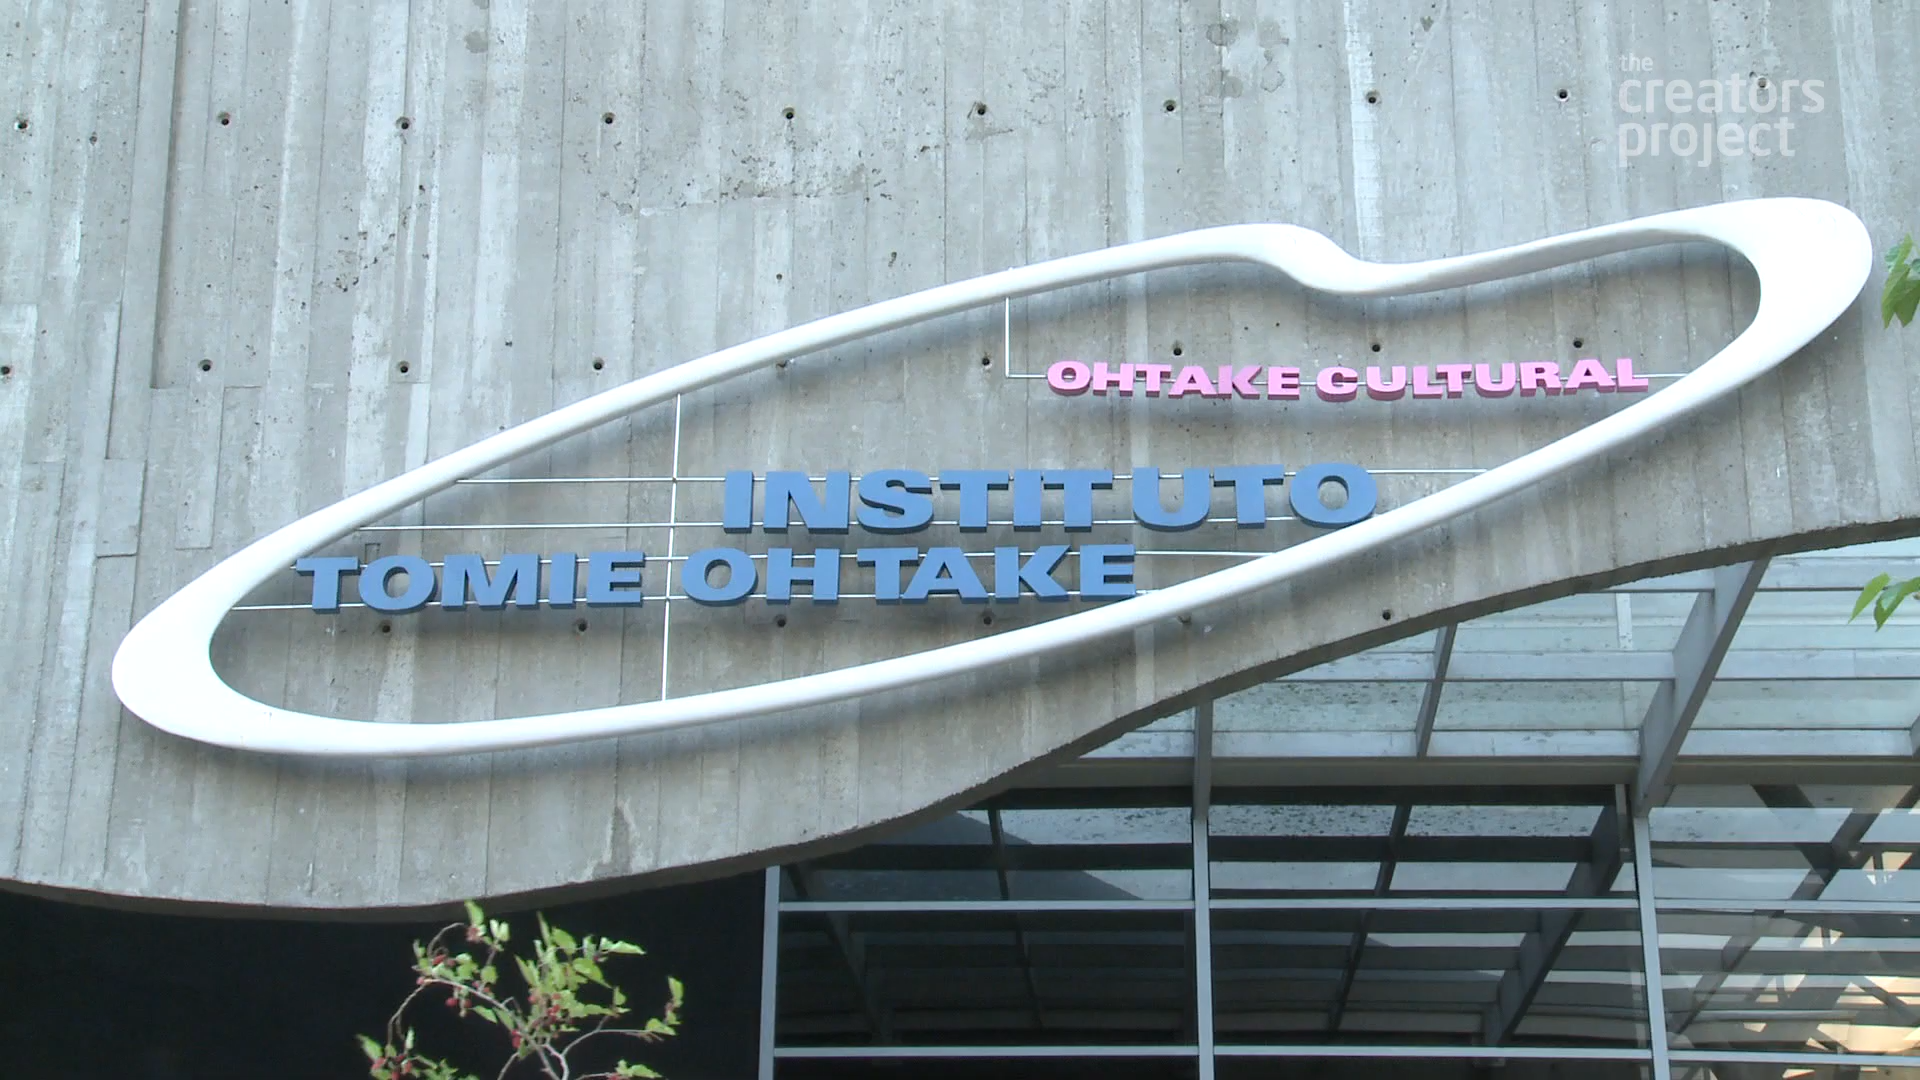 the
creators
project
OHTAKE CULTURAL
INSTITUTO
TOMIE OHTAKE